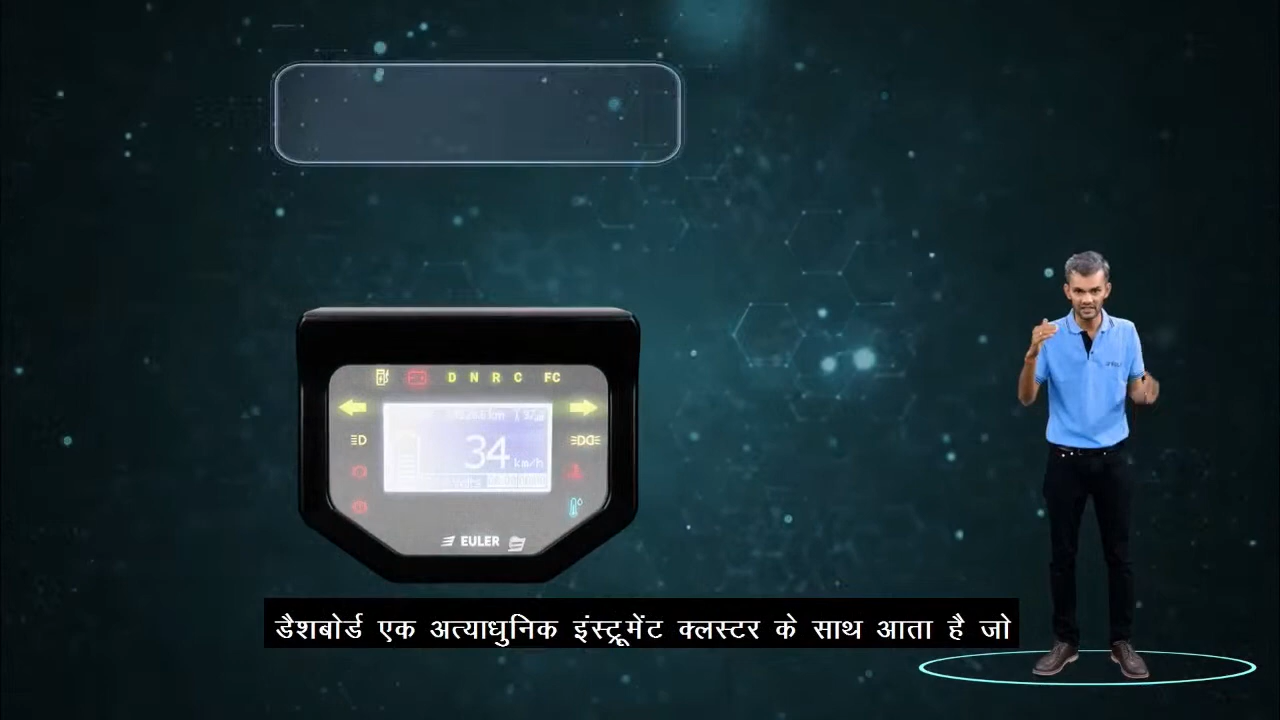 D N R C FC
34 km/h
EULER
डैशबोर्ड एक अत्याधुनिक इंस्ट्रूमेंट क्लस्टर के साथ आता है जो